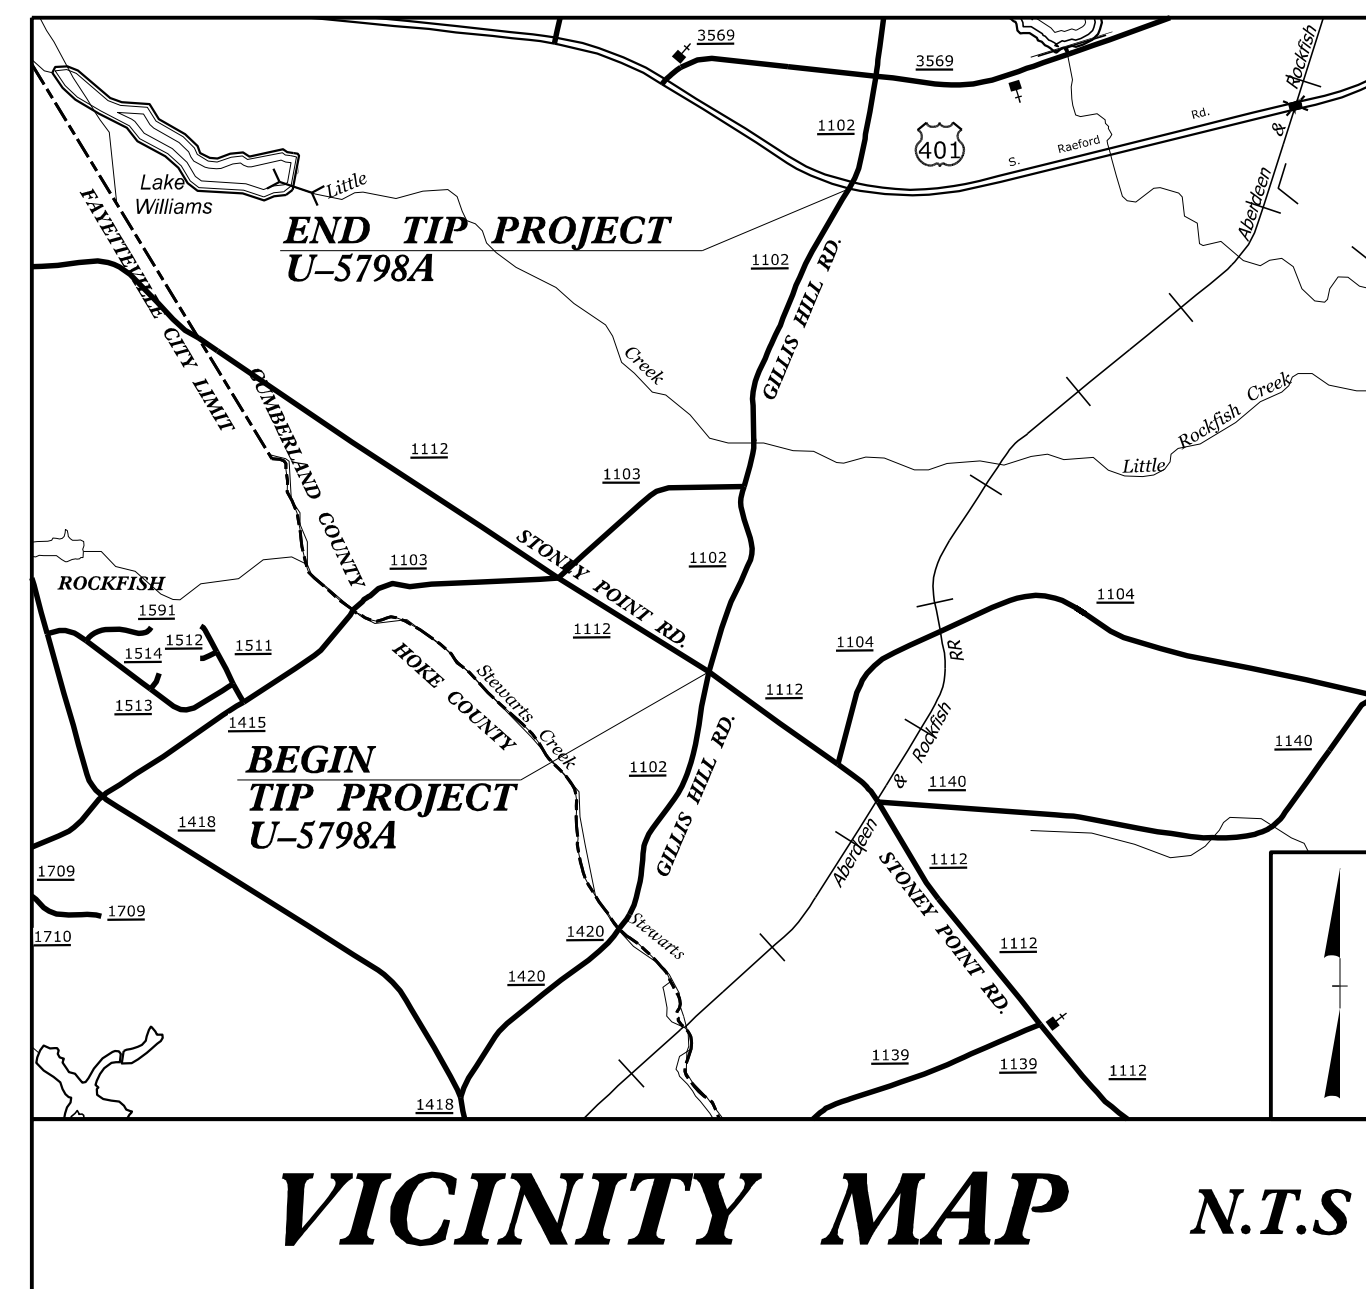 3569
3569
Rockfish
&
Aberdeen
1102
401
S. Raeford Rd.
Lake
Williams
Little
END TIP PROJECT
U-5798A
FAYETTEVILLE CITY LIMIT
1102
GILLIS HILL RD.
Creek
CUMBERLAND COUNTY
1112
1103
Little Rockfish Creek
STONEY POINT RD.
1103
1102
ROCKFISH
1591
1512
1511
1514
1513
1415
1112
1104
1104
RR
HOKE COUNTY
Stewarts Creek
1112
Rockfish
&
Aberdeen
1140
BEGIN
TIP PROJECT
U-5798A
1102
GILLIS HILL RD.
1140
1418
1112
STONEY POINT RD.
1709
1709
1710
1420
Stewarts
1420
1112
1139
1139
1112
1418
VICINITY MAP
N.T.S